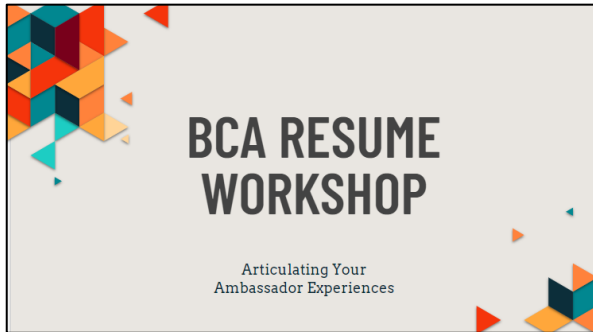 BCA RESUME
WORKSHOP
Articulating Your
Ambassador Experiences